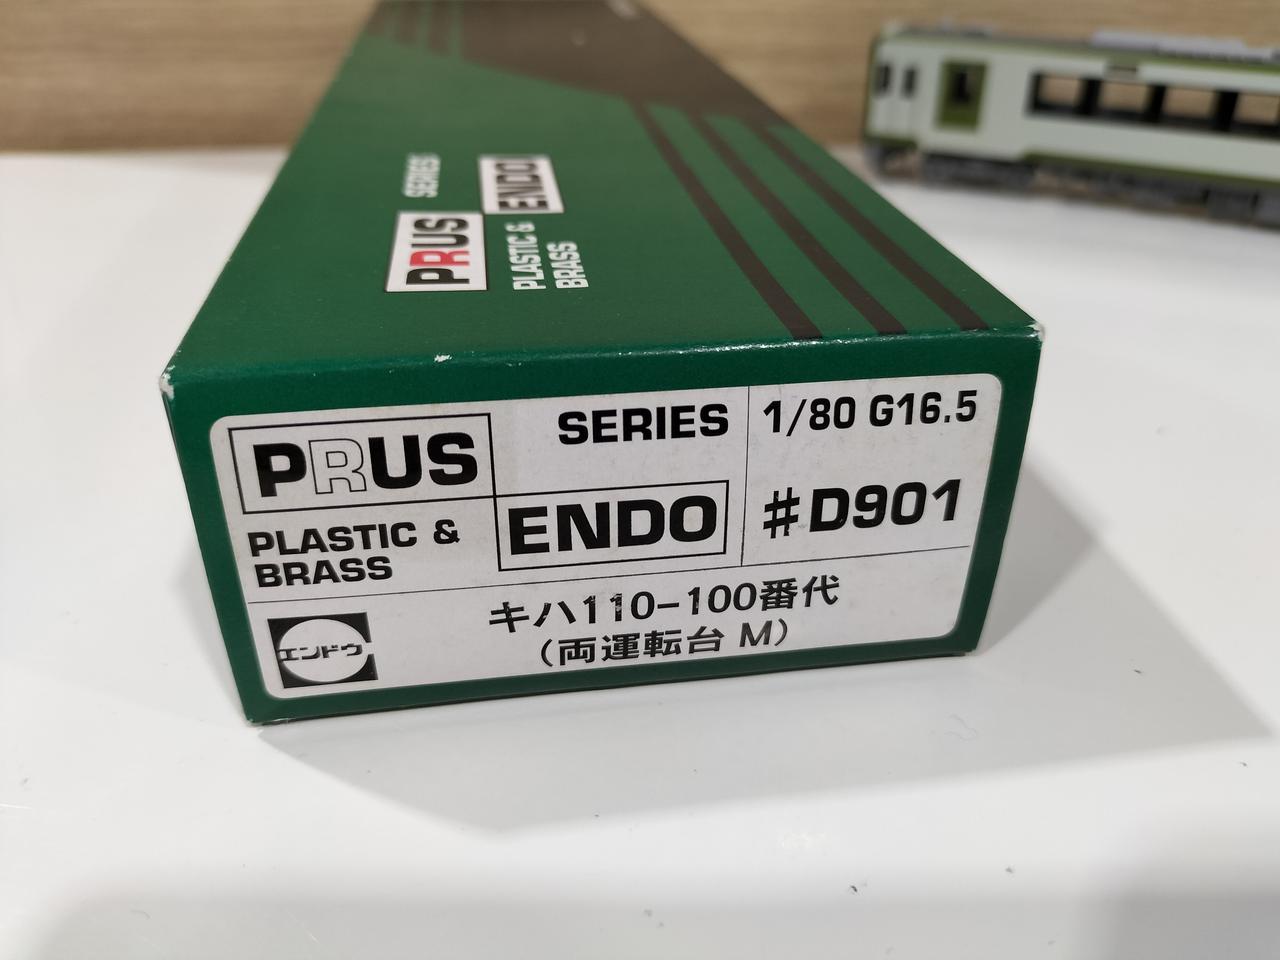 SERIES
PRUS
ENDO
PLASTIC &
BRASS
PRUS
SERIES
1/80 G16.5
PLASTIC &
BRASS
ENDO
#D901
キハ110-100番代
(両運転台 M)
エンドウ